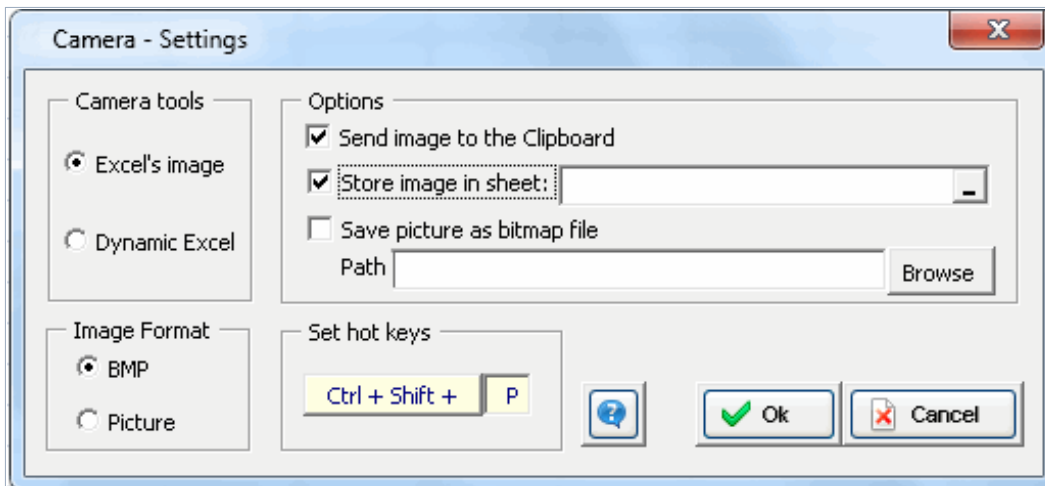 Camera - Settings
Camera tools
Excel's image
Dynamic Excel
Options
Send image to the Clipboard
Store image in sheet:
Save picture as bitmap file
Path
Browse
Image Format
BMP
Picture
Set hot keys
Ctrl + Shift + P
Ok
Cancel